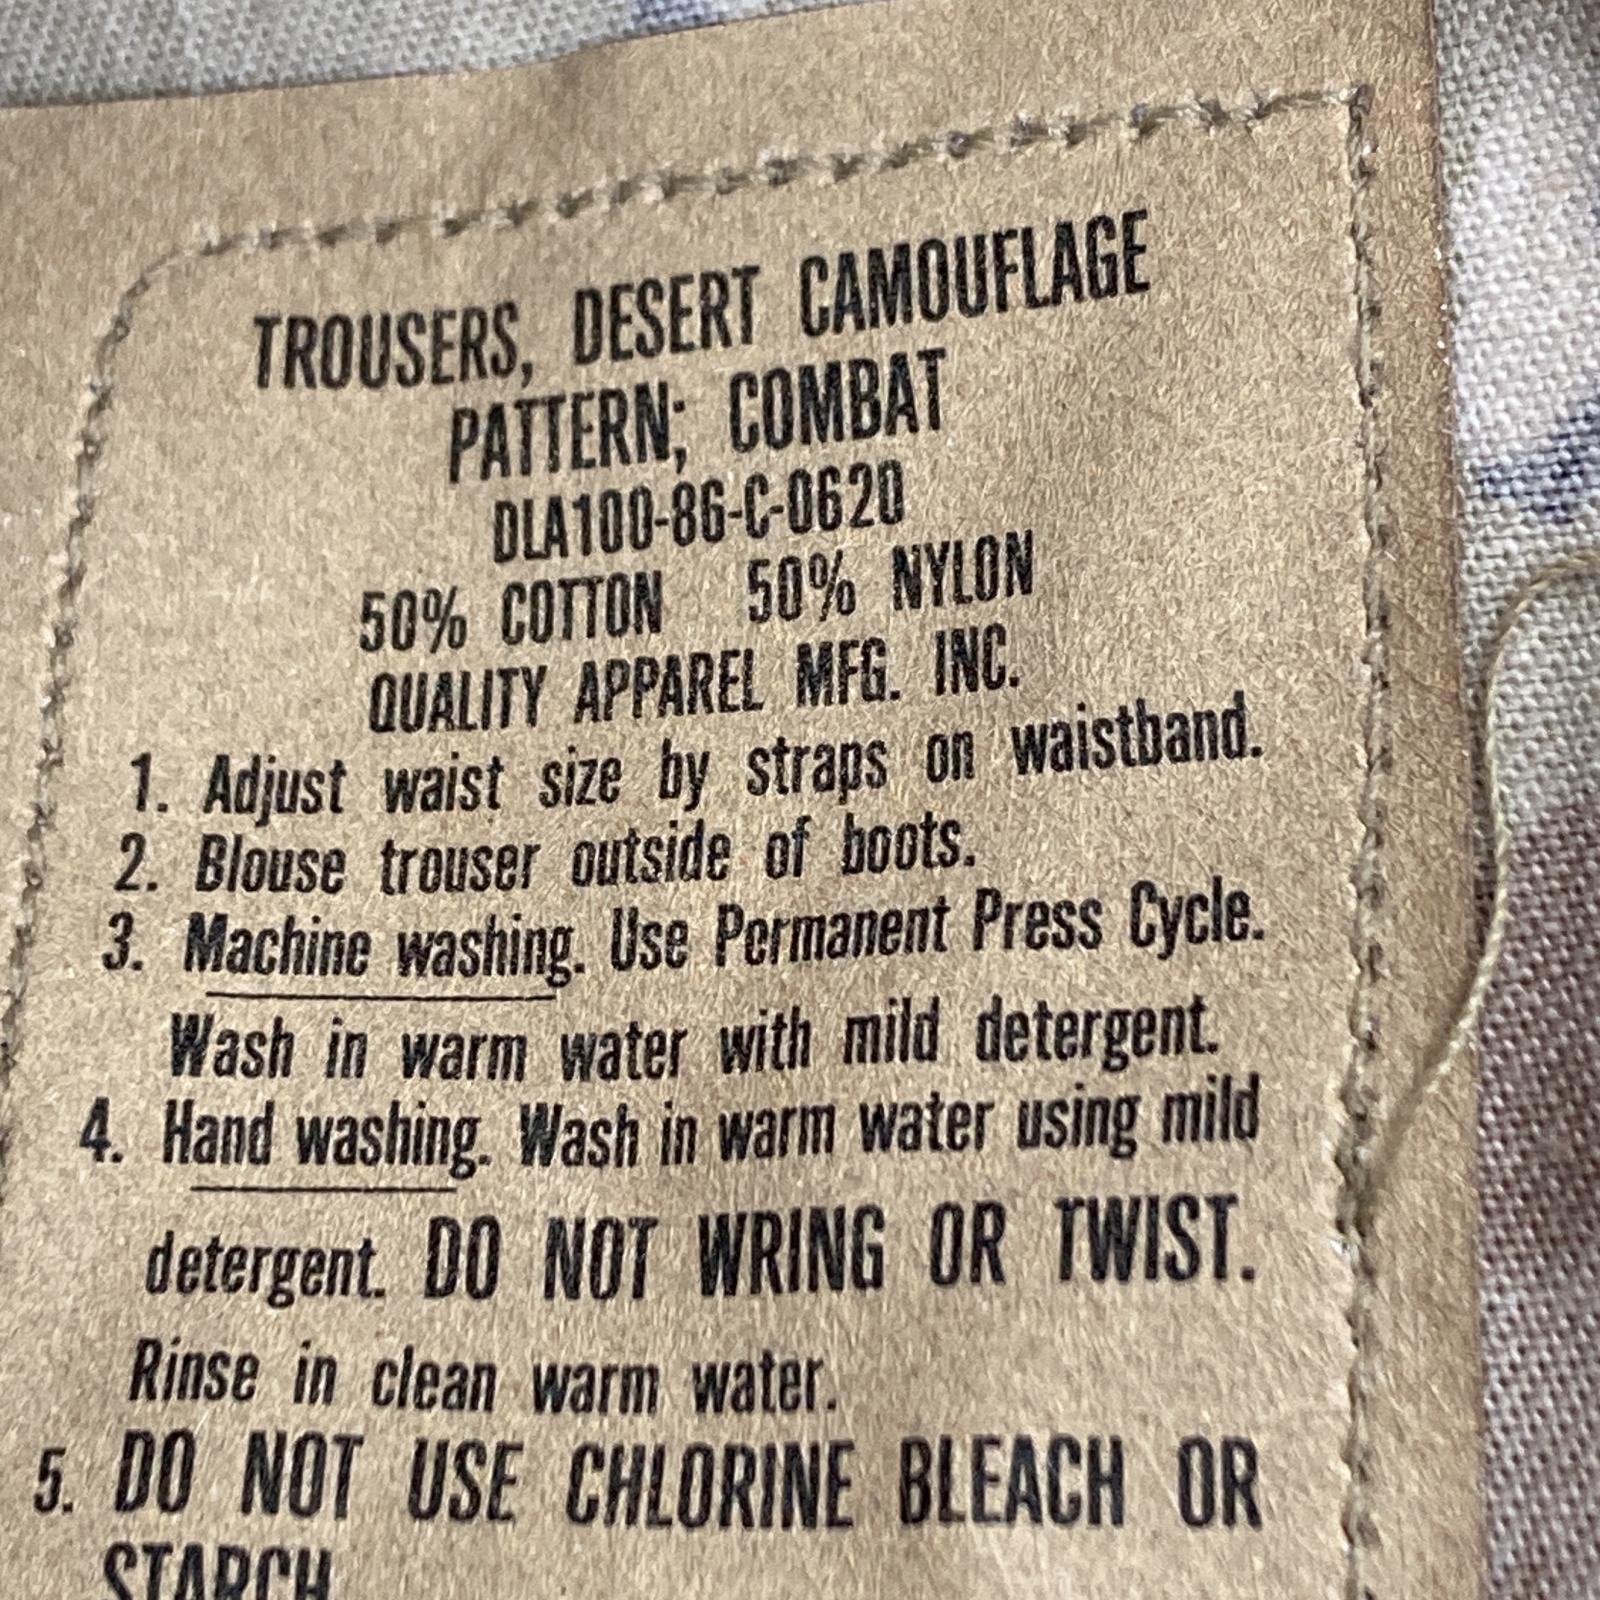 TROUSERS, DESERT CAMOUFLAGE
PATTERN; COMBAT
DLA100-86-C-0620
50% COTTON 50% NYLON
QUALITY APPAREL MFG. INC.
1. Adjust waist size by straps on waistband.
2. Blouse trouser outside of boots.
3. Machine washing. Use Permanent Press Cycle.
Wash in warm water with mild detergent.
4. Hand washing. Wash in warm water using mild
detergent. DO NOT WRING OR TWIST.
Rinse in clean warm water.
5. DO NOT USE CHLORINE BLEACH OR
STARCH